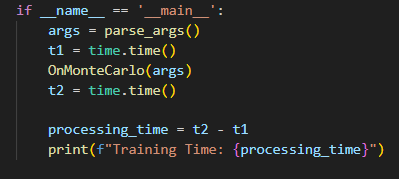 if __name__ == '__main__':
    args = parse_args()
    t1 = time.time()
    OnMonteCarlo(args)
    t2 = time.time()

    processing_time = t2 - t1
    print(f"Training Time: {processing_time}")